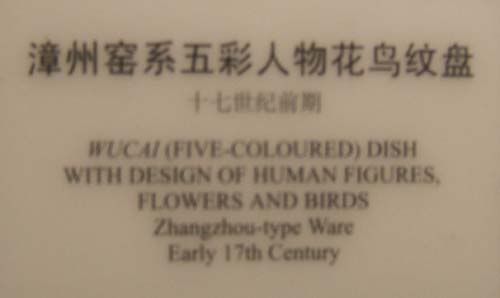 漳州窑系五彩人物花鸟纹盘
十七世纪前期
WUCAI (FIVE-COLOURED) DISH
WITH DESIGN OF HUMAN FIGURES,
FLOWERS AND BIRDS
Zhangzhou-type Ware
Early 17th Century